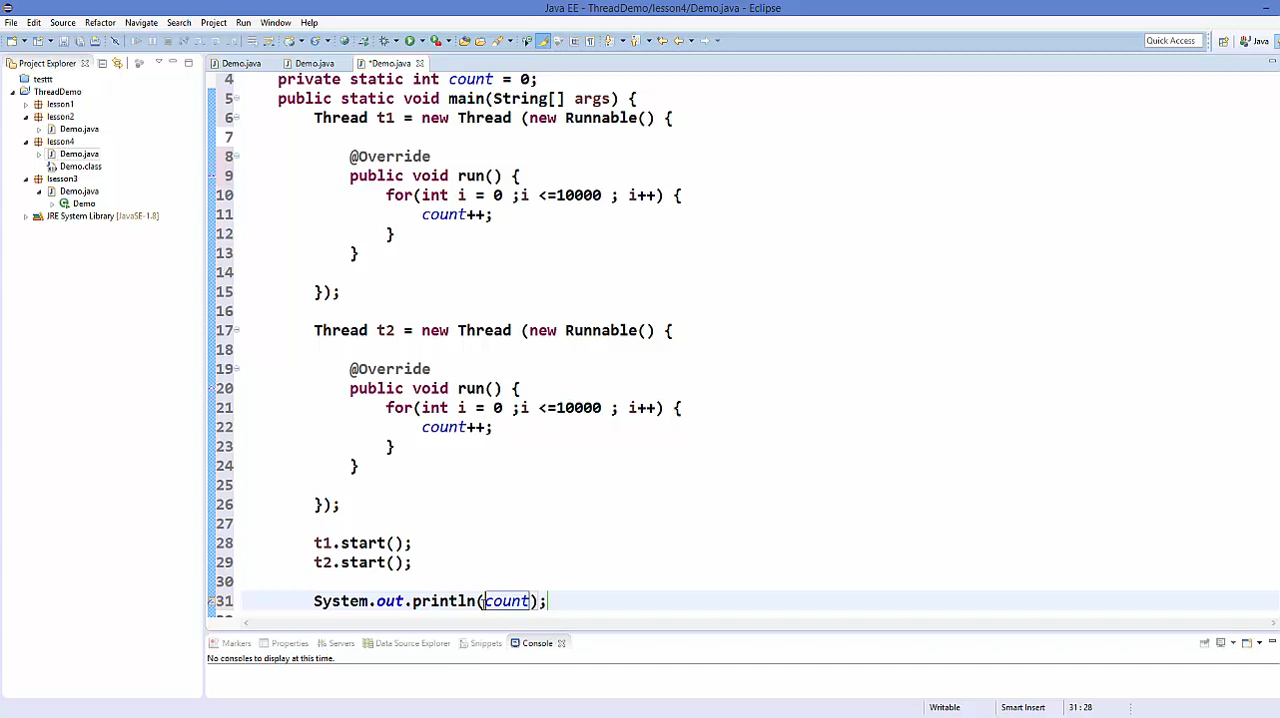 Java EE - ThreadDemo/lesson4/Demo.java - Eclipse
File Edit Source Refactor Navigate Search Project Run Window Help
Quick Access Java
Project Explorer Demo.java Demo.java *Demo.java
testtt
ThreadDemo
lesson1
lesson2
Demo.java
lesson4
Demo.java
Demo.class
lsesson3
Demo.java
Demo
JRE System Library [JavaSE-1.8]
4 private static int count = 0;
5 public static void main(String[] args) {
6 Thread t1 = new Thread (new Runnable() {
7
8 @Override
9 public void run() {
10 for(int i = 0 ;i <=10000 ; i++) {
11 count++;
12 }
13 }
14
15 });
16
17 Thread t2 = new Thread (new Runnable() {
18
19 @Override
20 public void run() {
21 for(int i = 0 ;i <=10000 ; i++) {
22 count++;
23 }
24 }
25
26 });
27
28 t1.start();
29 t2.start();
30
31 System.out.println(count);
Markers Properties Servers Data Source Explorer Snippets Console
No consoles to display at this time.
Writable Smart Insert 31 : 28